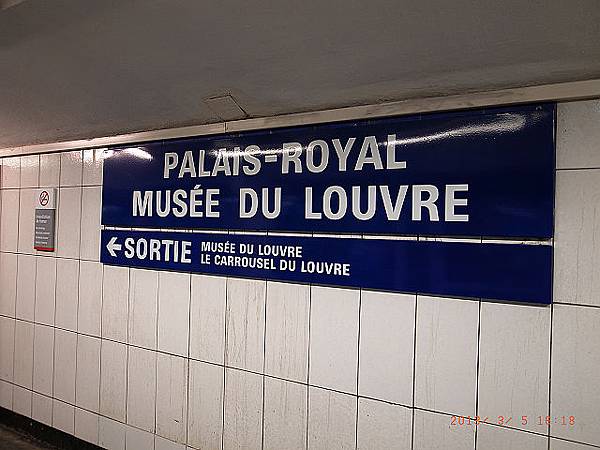 PALAIS-ROYAL
MUSÉE DU LOUVRE
←SORTIE MUSÉE DU LOUVRE
LE CARROUSEL DU LOUVRE